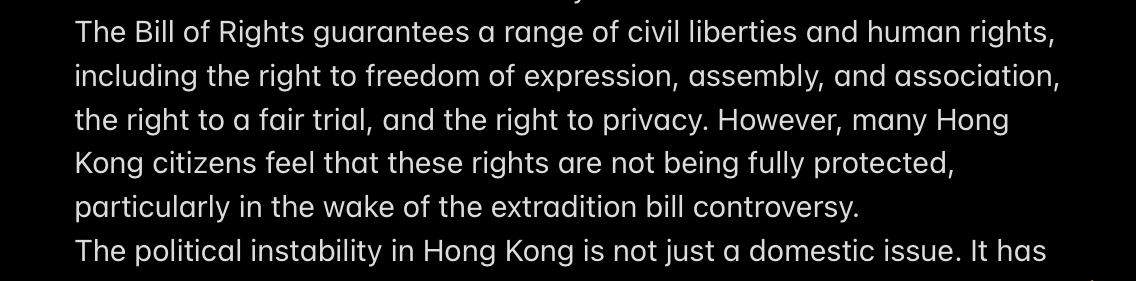 The Bill of Rights guarantees a range of civil liberties and human rights,
including the right to freedom of expression, assembly, and association,
the right to a fair trial, and the right to privacy. However, many Hong
Kong citizens feel that these rights are not being fully protected,
particularly in the wake of the extradition bill controversy.
The political instability in Hong Kong is not just a domestic issue. It has